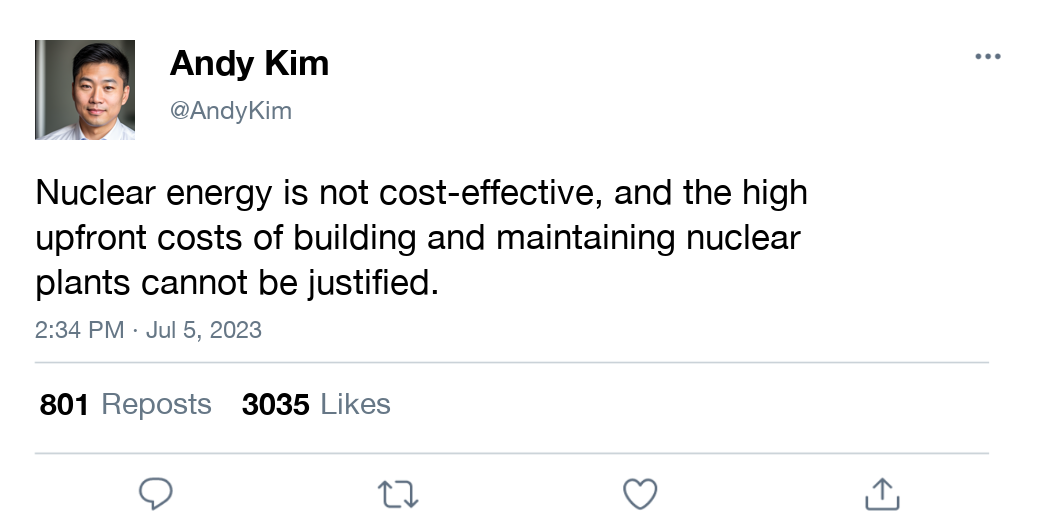 Andy Kim
@AndyKim
Nuclear energy is not cost-effective, and the high
upfront costs of building and maintaining nuclear
plants cannot be justified.
2:34 PM · Jul 5, 2023
801 Reposts 3035 Likes